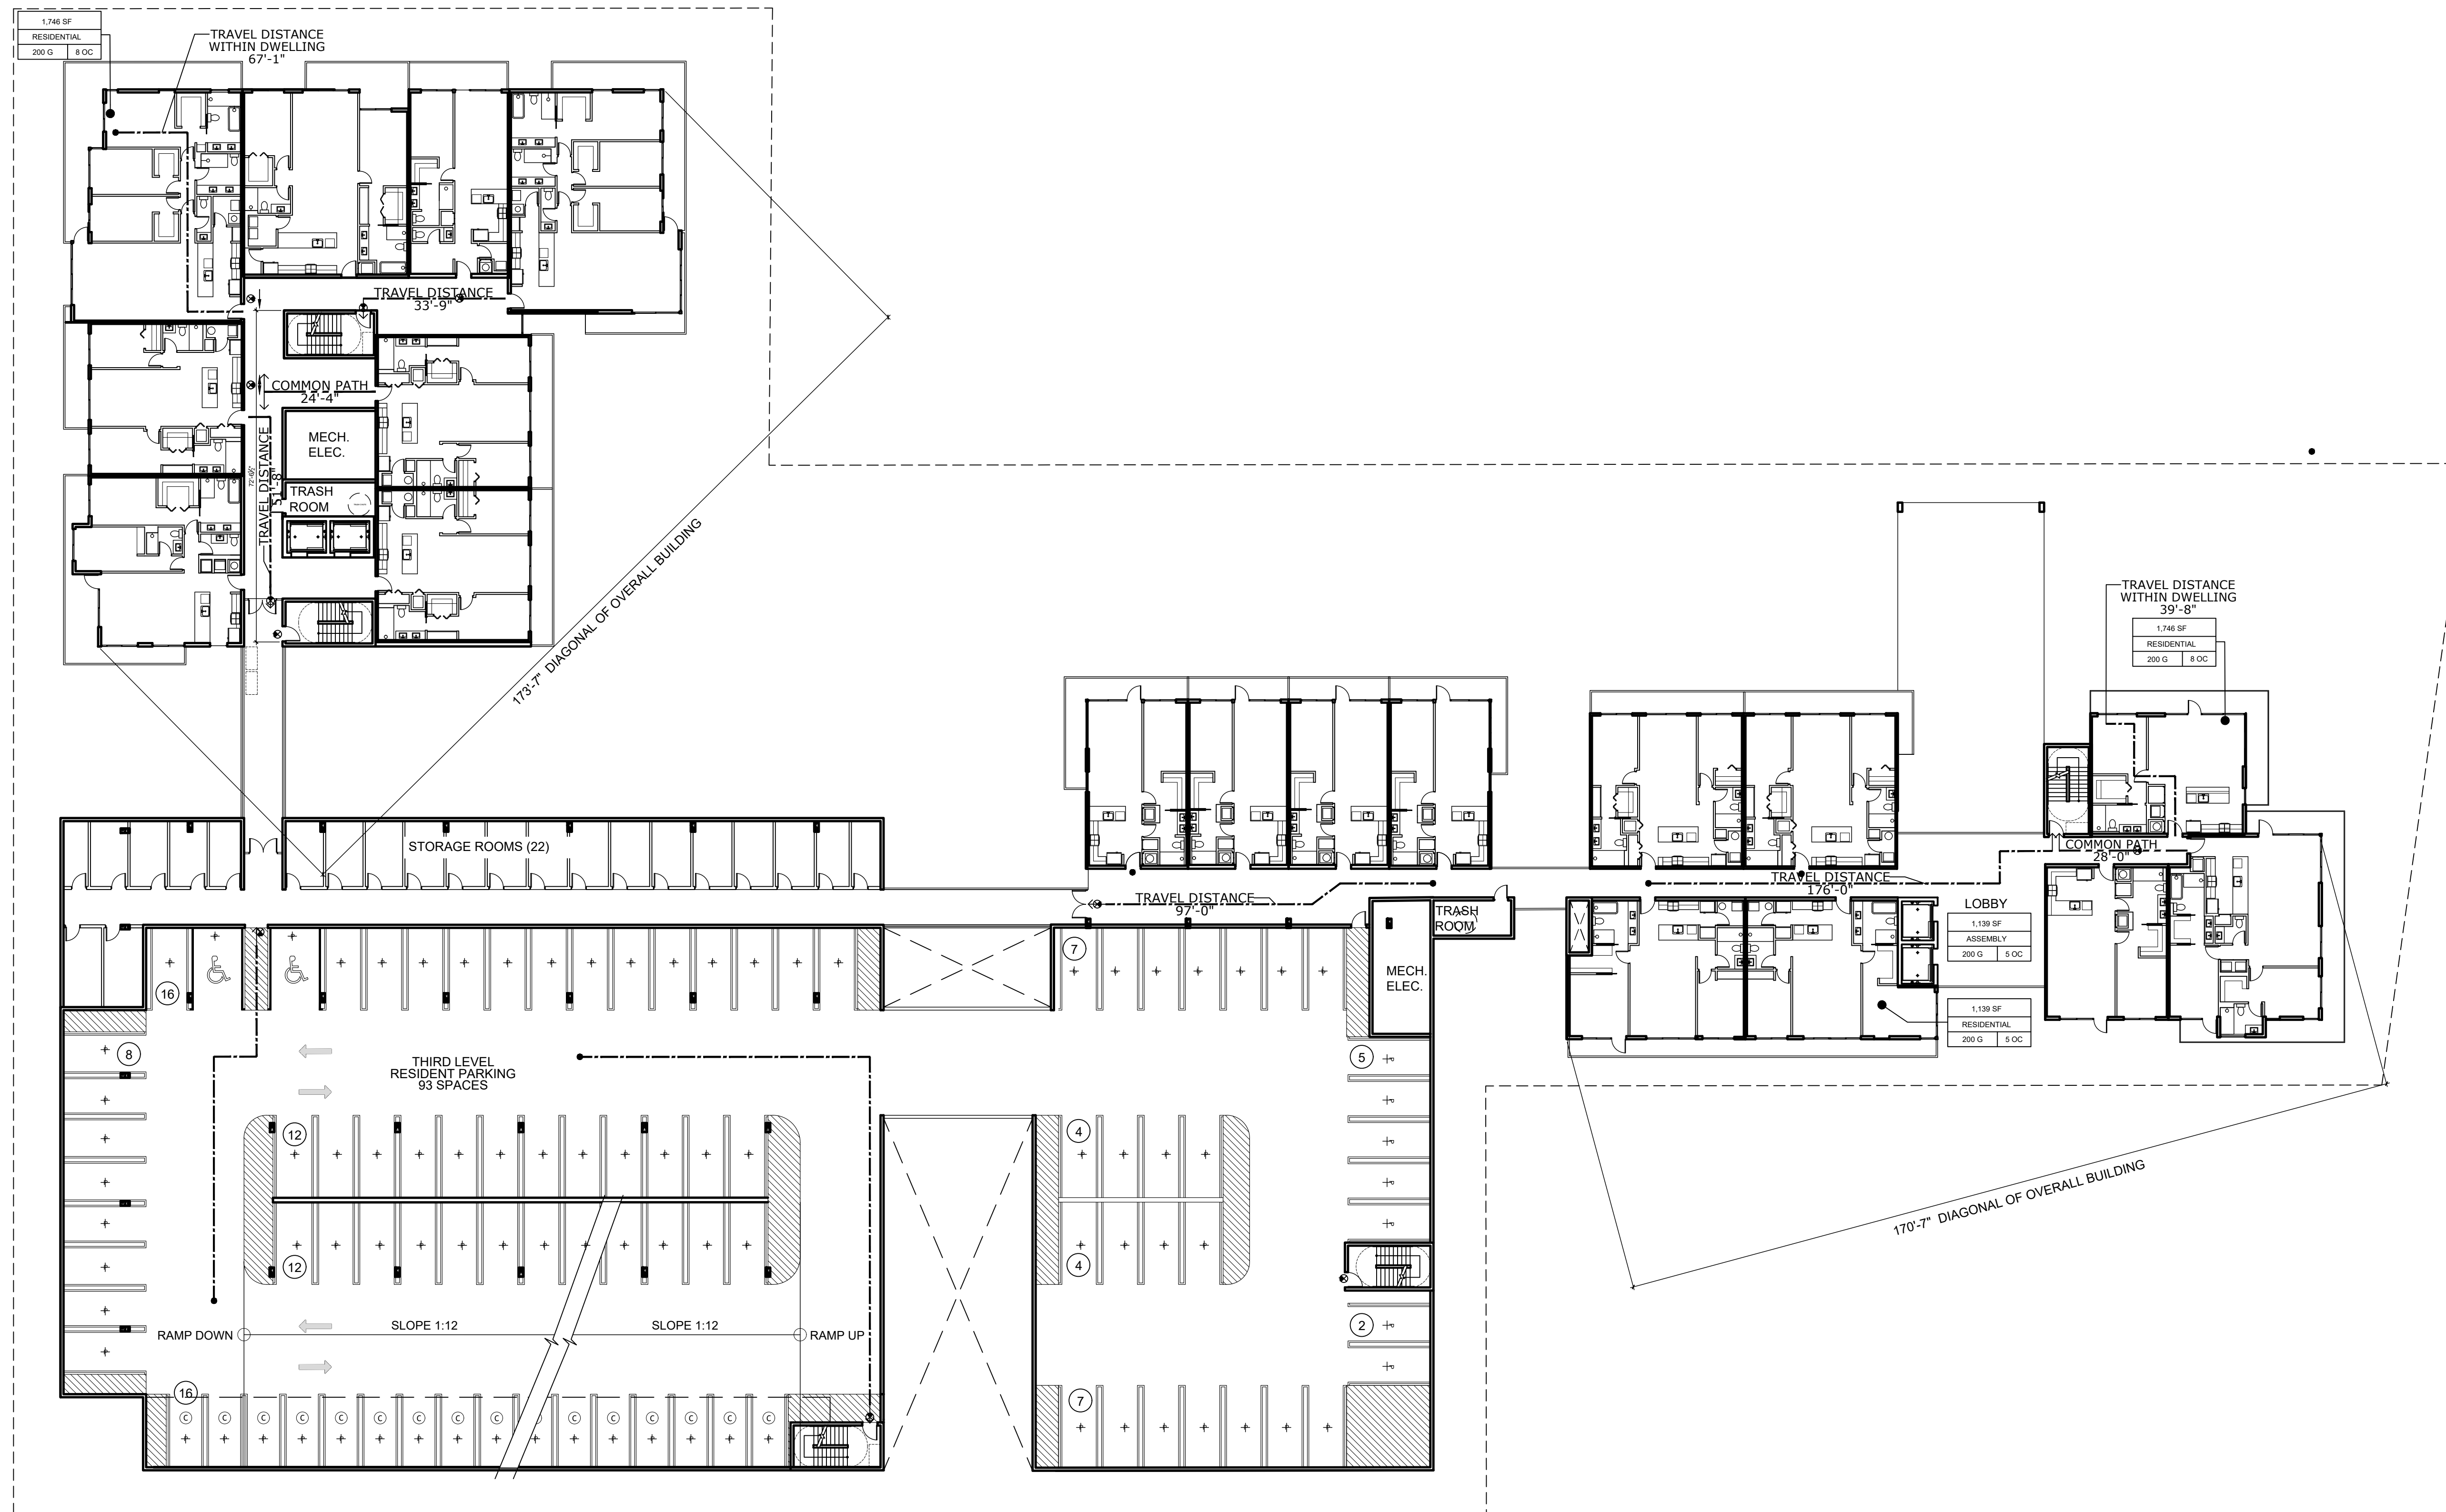 1,746 SF
RESIDENTIAL
200 G 8 OC
TRAVEL DISTANCE
WITHIN DWELLING
67'-1"
TRAVEL DISTANCE
33'-9"
COMMON PATH
24'-4"
MECH.
ELEC.
TRAVEL DISTANCE
51'-8"
TRASH
ROOM
173'-7" DIAGONAL OF OVERALL BUILDING
TRAVEL DISTANCE
WITHIN DWELLING
39'-8"
1,746 SF
RESIDENTIAL
200 G 8 OC
STORAGE ROOMS (22)
COMMON PATH
28'-0"
TRAVEL DISTANCE
176'-0"
TRAVEL DISTANCE
97'-0"
TRASH
ROOM
LOBBY
1,139 SF
ASSEMBLY
200 G 5 OC
MECH.
ELEC.
1,139 SF
RESIDENTIAL
200 G 5 OC
7
16
8
5
THIRD LEVEL
RESIDENT PARKING
93 SPACES
12
4
170'-7" DIAGONAL OF OVERALL BUILDING
12
4
RAMP DOWN
SLOPE 1:12
SLOPE 1:12
RAMP UP
2
16
7
C C C C C C C C C C C C C C C